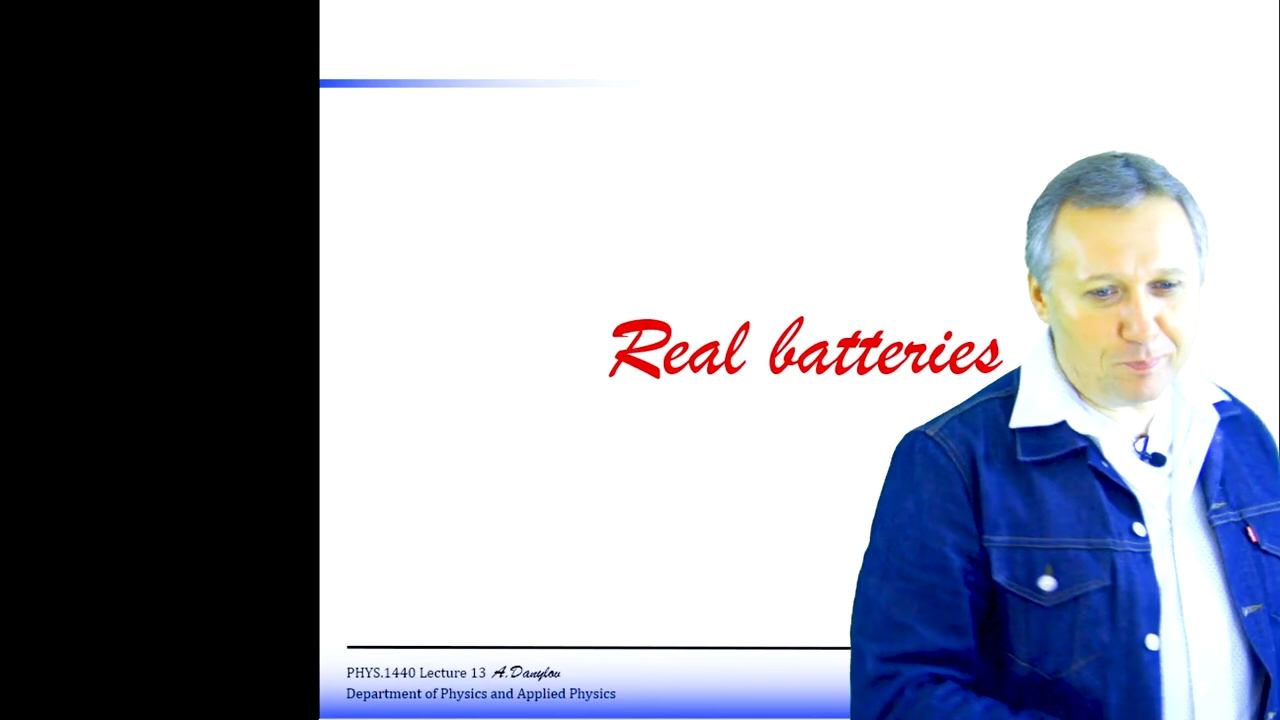 Real batteries
PHYS.1440 Lecture 13 A.Danylov
Department of Physics and Applied Physics